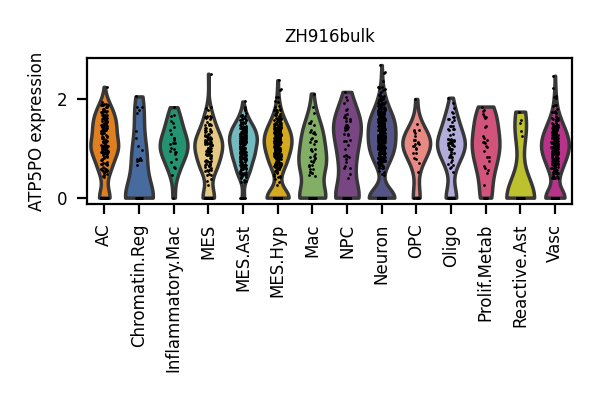 ZH916bulk
ATP5PO expression
2
0
AC
Chromatin.Reg
Inflammatory.Mac
MES
MES.Ast
MES.Hyp
Mac
NPC
Neuron
OPC
Oligo
Prolif.Metab
Reactive.Ast
Vasc